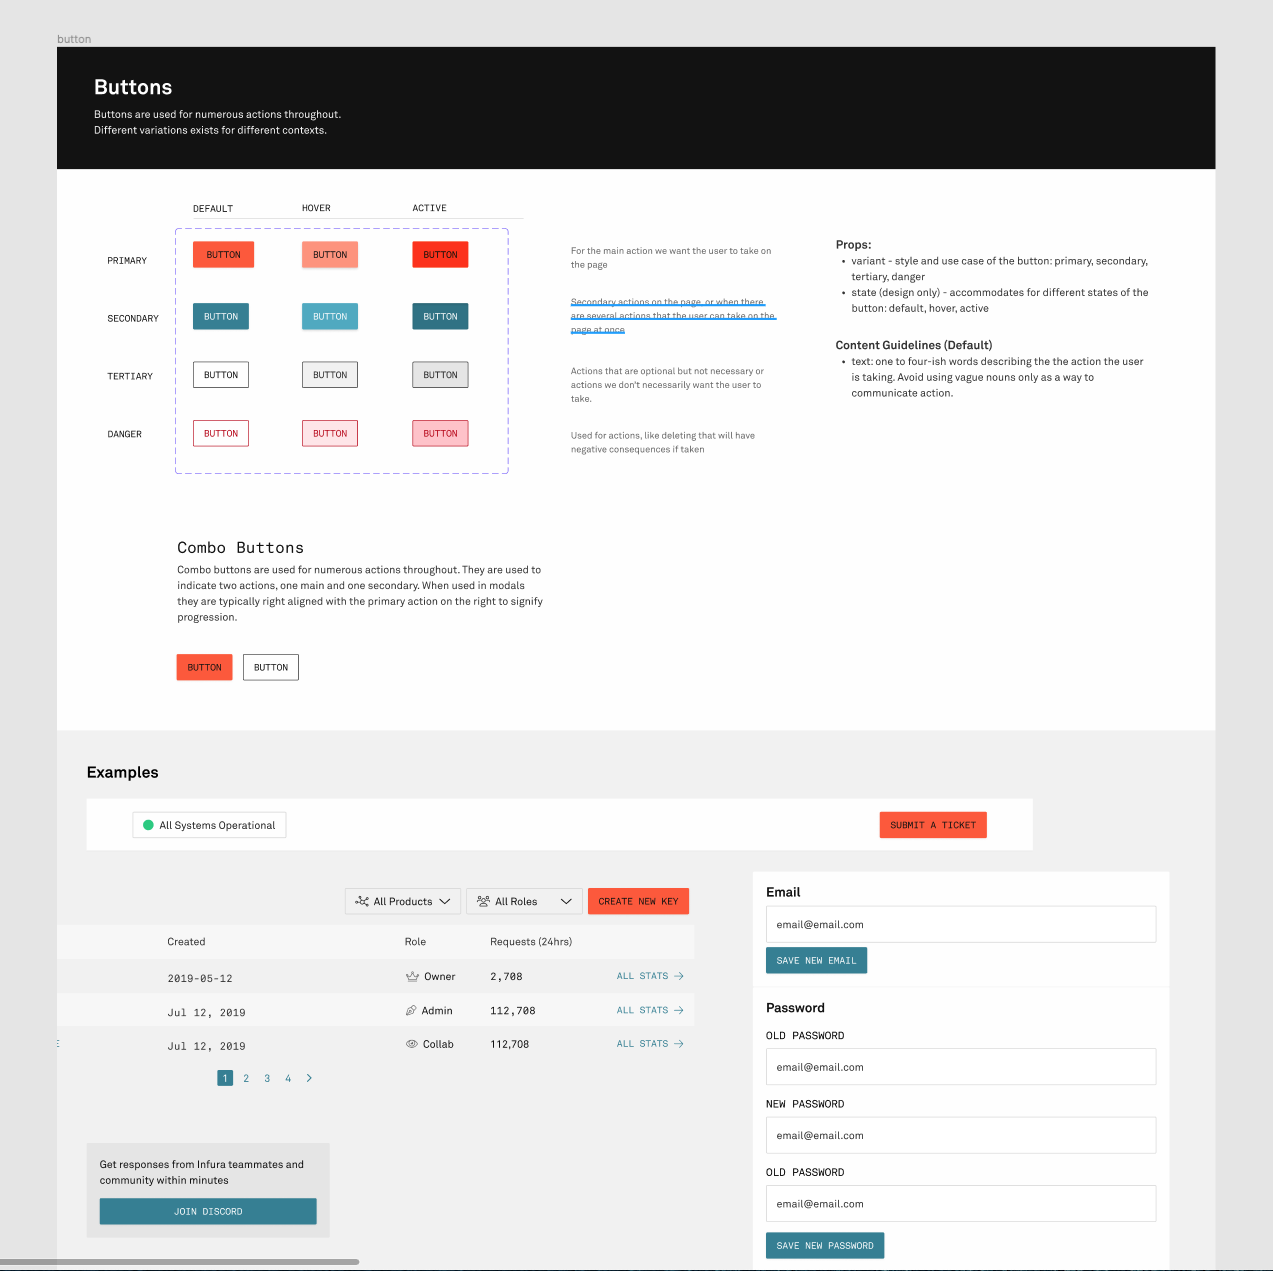 button
Buttons
Buttons are used for numerous actions throughout.
Different variations exists for different contexts.
DEFAULT HOVER ACTIVE
PRIMARY BUTTON BUTTON BUTTON
For the main action we want the user to take on
the page
SECONDARY BUTTON BUTTON BUTTON
Secondary actions on the page, or when there
are several actions that the user can take on the
page at once
TERTIARY BUTTON BUTTON BUTTON
Actions that are optional but not necessary or
actions we don't necessarily want the user to
take.
DANGER BUTTON BUTTON BUTTON
Used for actions, like deleting that will have
negative consequences if taken
Props:
• variant - style and use case of the button: primary, secondary,
tertiary, danger
• state (design only) - accommodates for different states of the
button: default, hover, active
Content Guidelines (Default)
• text: one to four-ish words describing the the action the user
is taking. Avoid using vague nouns only as a way to
communicate action.
Combo Buttons
Combo buttons are used for numerous actions throughout. They are used to
indicate two actions, one main and one secondary. When used in modals
they are typically right aligned with the primary action on the right to signify
progression.
BUTTON BUTTON
Examples
All Systems Operational SUBMIT A TICKET
All Products All Roles CREATE NEW KEY
Created Role Requests (24hrs)
2019-05-12 Owner 2,708 ALL STATS →
Jul 12, 2019 Admin 112,708 ALL STATS →
E Jul 12, 2019 Collab 112,708 ALL STATS →
1 2 3 4 >
Get responses from Infura teammates and
community within minutes
JOIN DISCORD
Email
email@email.com
SAVE NEW EMAIL
Password
OLD PASSWORD
email@email.com
NEW PASSWORD
email@email.com
OLD PASSWORD
email@email.com
SAVE NEW PASSWORD